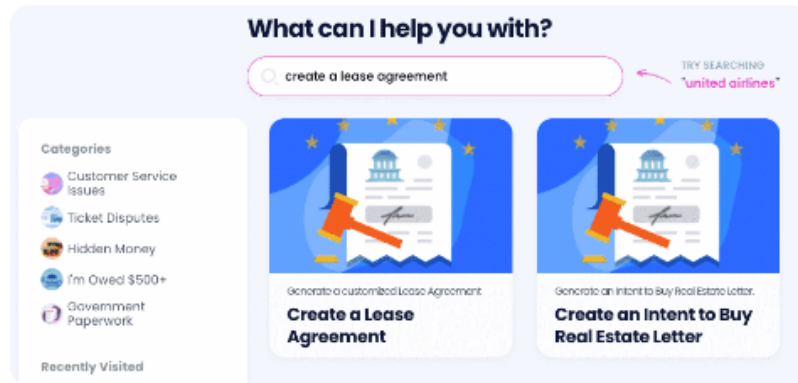 What can I help you with?
create a lease agreement
TRY SEARCHING
"united airlines"
Categories
Customer Service
Issues
Ticket Disputes
Hidden Money
I'm Owed $500+
Government
Paperwork
Recently Visited
Generate a customized Lease Agreement
Create a Lease
Agreement
Generate an Intent to Buy Real Estate Letter.
Create an Intent to Buy
Real Estate Letter